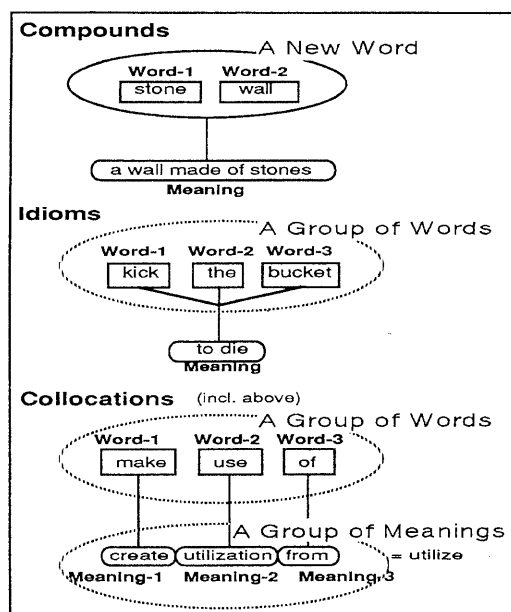 Compounds
A New Word
Word-1 Word-2
stone wall
a wall made of stones
Meaning
Idioms
A Group of Words
Word-1 Word-2 Word-3
kick the bucket
to die
Meaning
Collocations (incl. above)
A Group of Words
Word-1 Word-2 Word-3
make use of
A Group of Meanings
create utilization from = utilize
Meaning-1 Meaning-2 Meaning-3